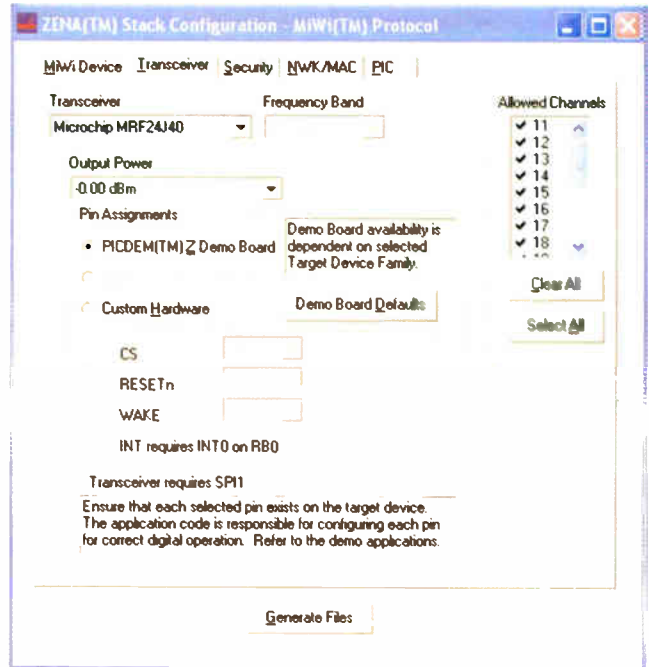 ZENA(TM) Stack Configuration - MiWi(TM) Protocol
MiWi Device Transceiver Security NWK/MAC PIC
Transceiver
Frequency Band
Allowed Channels
Microchip MRF24J40
11
12
13
14
15
16
17
18
Output Power
-0.00 dBm
Pin Assignments
PICDEM(TM) Z Demo Board
Demo Board availability is
dependent on selected
Target Device Family.
Clear All
Custom Hardware
Demo Board Defaults
Select All
CS
RESETn
WAKE
INT requires INT0 on RB0
Transceiver requires SPI1
Ensure that each selected pin exists on the target device.
The application code is responsible for configuring each pin
for correct digital operation. Refer to the demo applications.
Generate Files